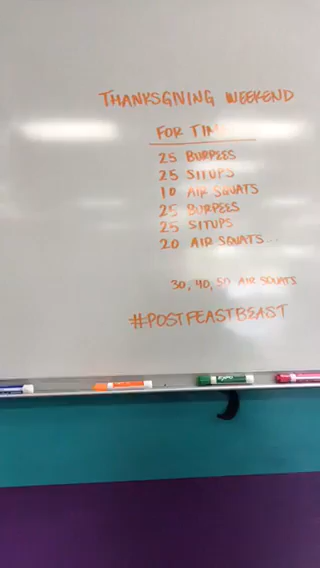 THANKSGIVING WEEKEND
FOR TIME
25 BURPEES
25 SITUPS
10 AIR SQUATS
25 BURPEES
25 SITUPS
20 AIR SQUATS...
30, 40, 50 AIR SQUATS
#POSTFEASTBEAST